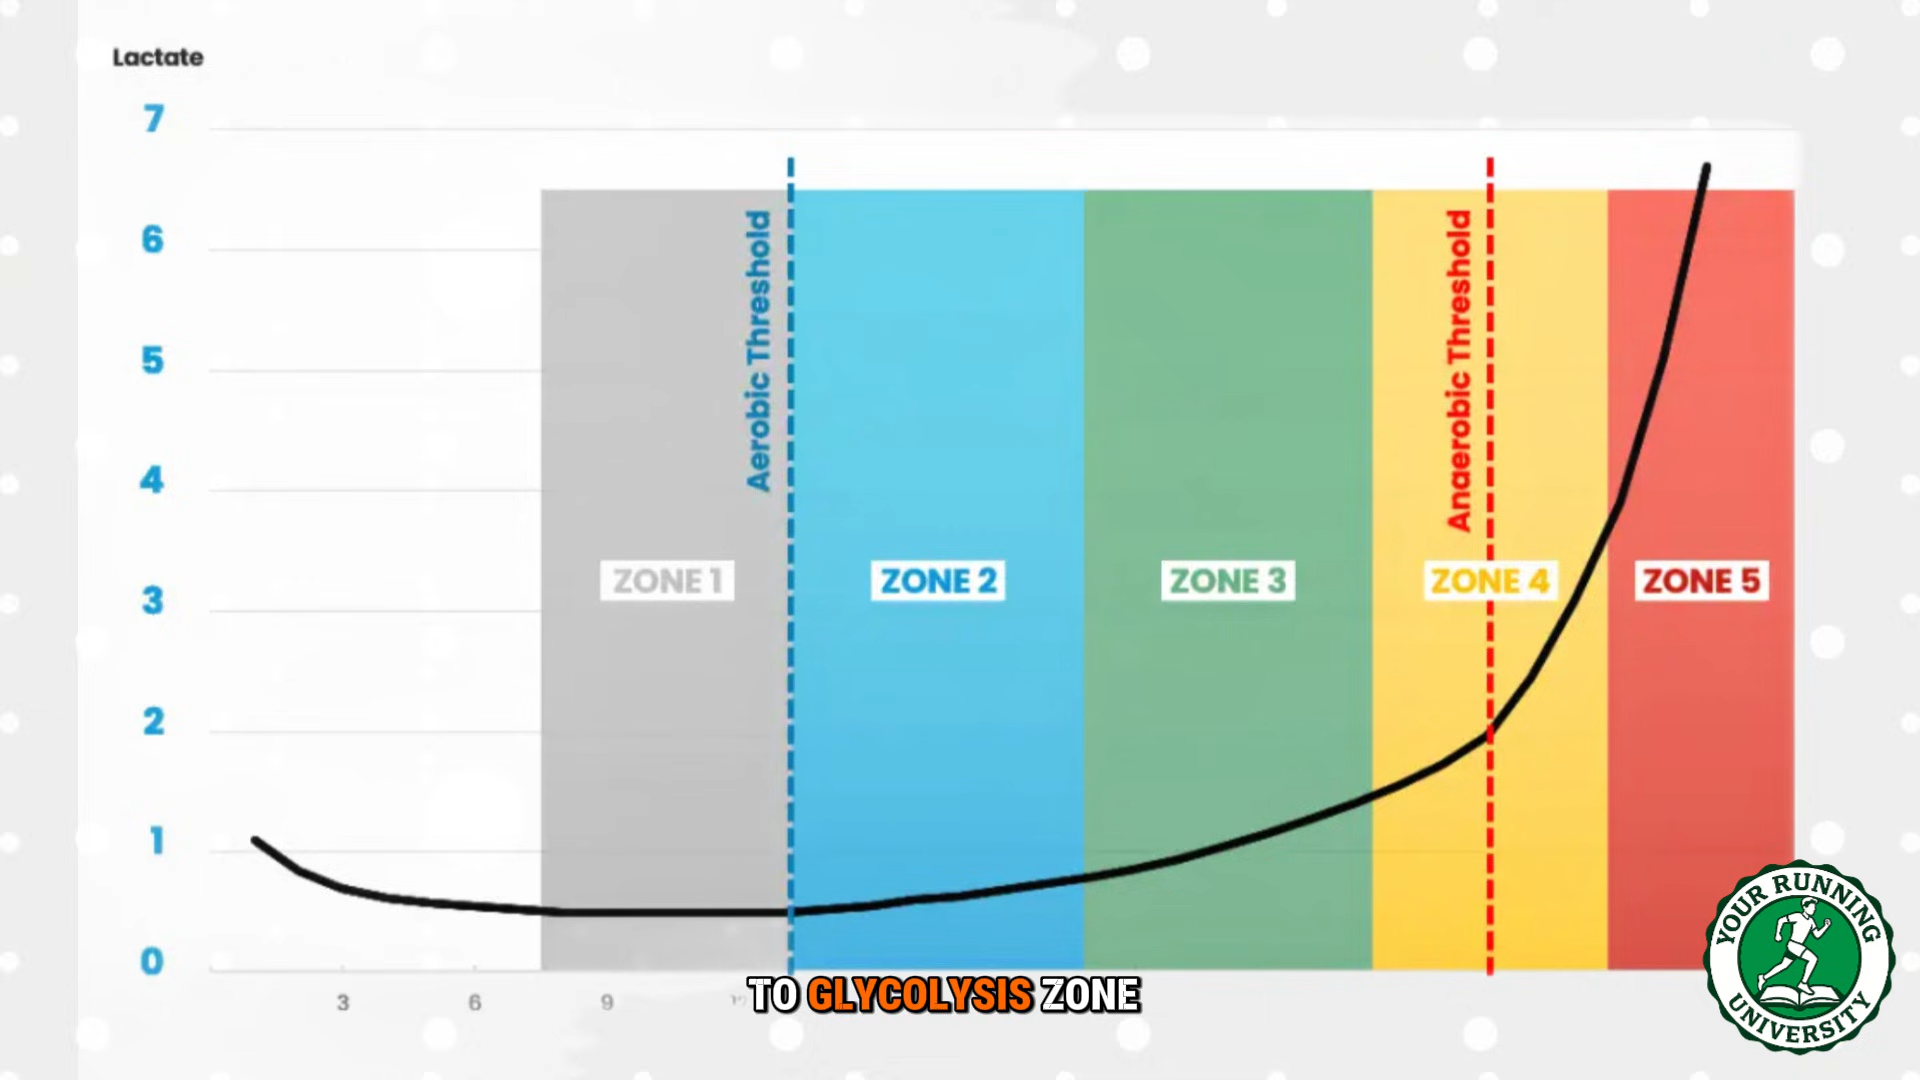 Lactate
7
6
5
4
3
2
1
0
Aerobic Threshold
Anaerobic Threshold
ZONE 1
ZONE 2
ZONE 3
ZONE 4
ZONE 5
3
6
9
TO GLYCOLYSIS ZONE
YOUR RUNNING
UNIVERSITY